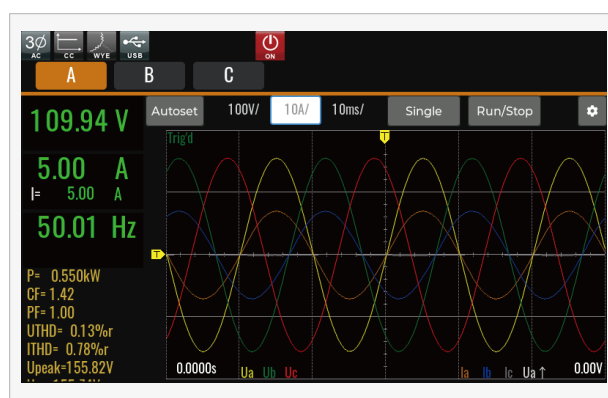 3Ø
AC CC WYE USB ON
A B C
109.94 V
Autoset 100V/ 10A/ 10ms/ Single Run/Stop
Trig'd
T
5.00 A
I= 5.00 A
50.01 Hz
T
P= 0.550kW
CF= 1.42
PF= 1.00
UTHD= 0.13%r
ITHD= 0.78%r
Upeak=155.82V
0.0000s Ua Ub Uc Ia Ib Ic Ua↑ 0.00V